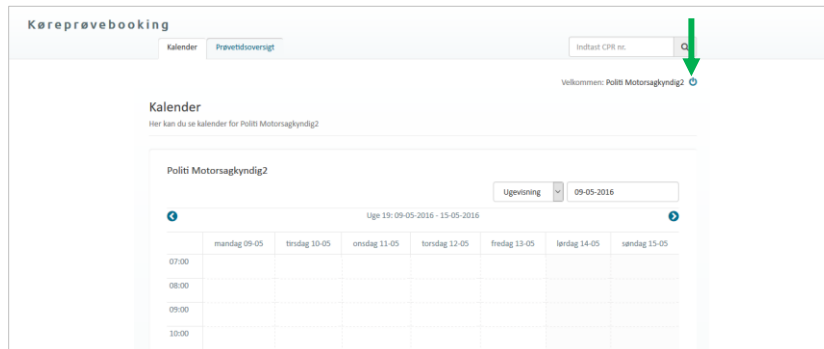 Køreprøvebooking
Kalender Prøvetidsoversigt Indtast CPR nr.
Velkommen: Politi Motorsagkyndig2
Kalender
Her kan du se kalender for Politi Motorsagkyndig2
Politi Motorsagkyndig2
Ugevisning 09-05-2016
Uge 19: 09-05-2016 - 15-05-2016
mandag 09-05 tirsdag 10-05 onsdag 11-05 torsdag 12-05 fredag 13-05 lørdag 14-05 søndag 15-05
07:00
08:00
09:00
10:00